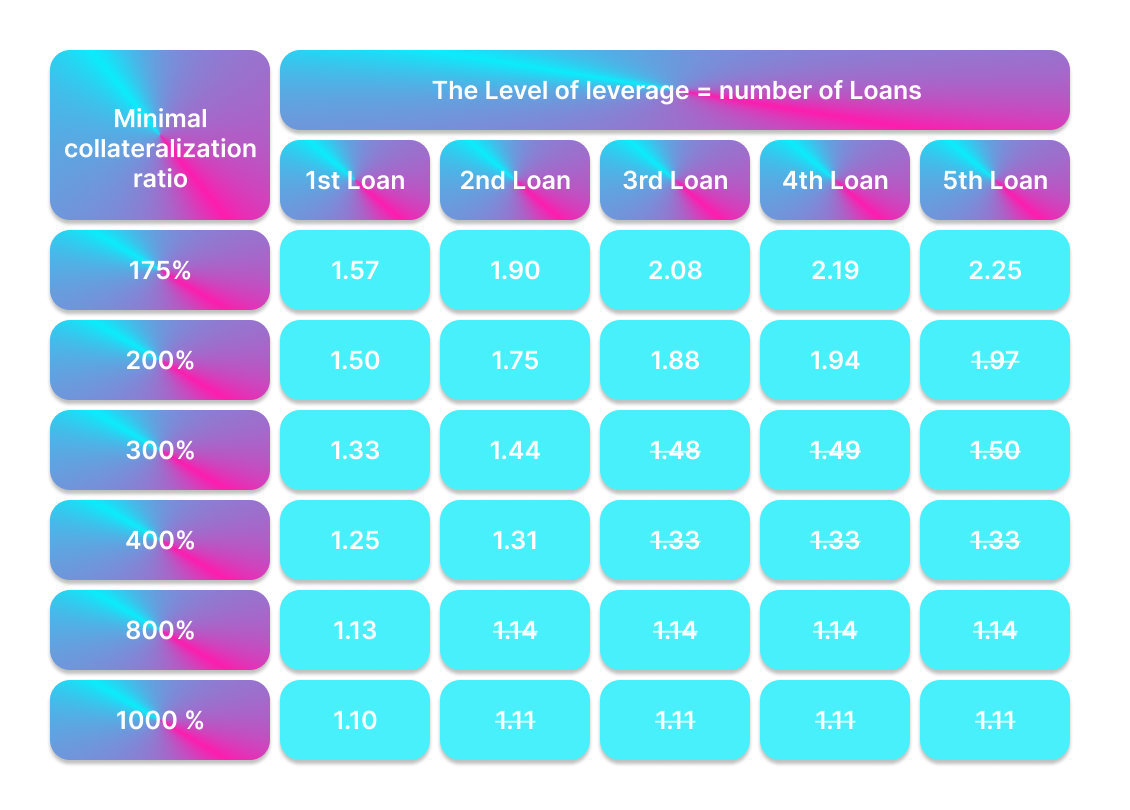 Minimal
collateralization
ratio
The Level of leverage = number of Loans
1st Loan 2nd Loan 3rd Loan 4th Loan 5th Loan
175% 1.57 1.90 2.08 2.19 2.25
200% 1.50 1.75 1.88 1.94 1.97
300% 1.33 1.44 1.48 1.49 1.50
400% 1.25 1.31 1.33 1.33 1.33
800% 1.13 1.14 1.14 1.14 1.14
1000 % 1.10 1.11 1.11 1.11 1.11